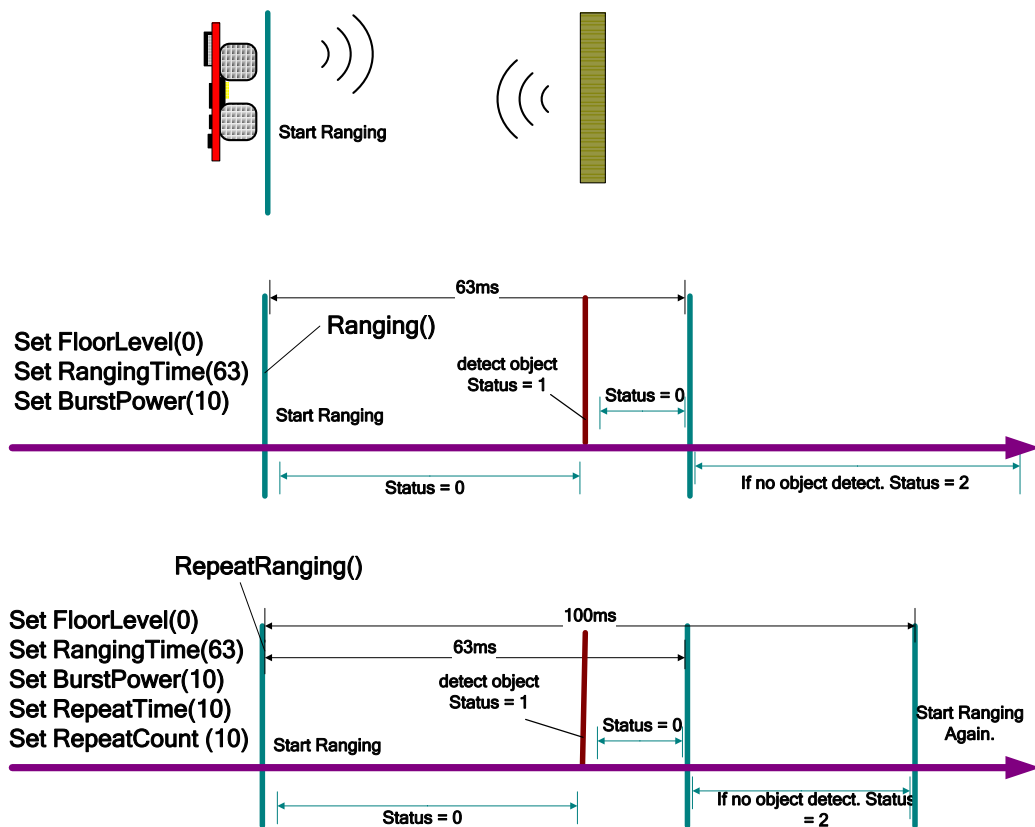 Start Ranging
63ms
Ranging()
Set FloorLevel(0)
Set RangingTime(63)
Set BurstPower(10)
detect object
Status = 1
Status = 0
Start Ranging
Status = 0
If no object detect. Status = 2
RepeatRanging()
Set FloorLevel(0)
Set RangingTime(63)
Set BurstPower(10)
Set RepeatTime(10)
Set RepeatCount (10)
100ms
63ms
detect object
Status = 1
Status = 0
Start Ranging
Start Ranging
Again.
Status = 0
If no object detect. Status
= 2